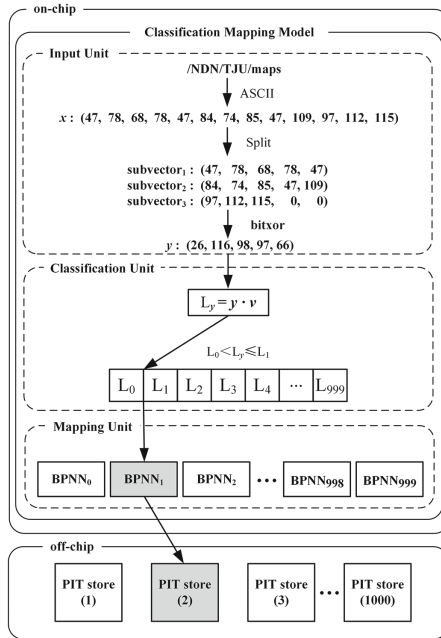 on-chip
Classification Mapping Model
Input Unit
/NDN/TJU/maps
ASCII
x : (47, 78, 68, 78, 47, 84, 74, 85, 47, 109, 97, 112, 115)
Split
subvector₁ : (47, 78, 68, 78, 47)
subvector₂ : (84, 74, 85, 47, 109)
subvector₃ : (97, 112, 115, 0, 0)
bitxor
y : (26, 116, 98, 97, 66)
Classification Unit
Lᵧ = y · v
L₀<Lᵧ≤L₁
L₀ L₁ L₂ L₃ L₄ ··· L₉₉₉
Mapping Unit
BPNN₀ BPNN₁ BPNN₂ ••• BPNN₉₉₈ BPNN₉₉₉
off-chip
PIT store (1) PIT store (2) PIT store (3) ••• PIT store (1000)